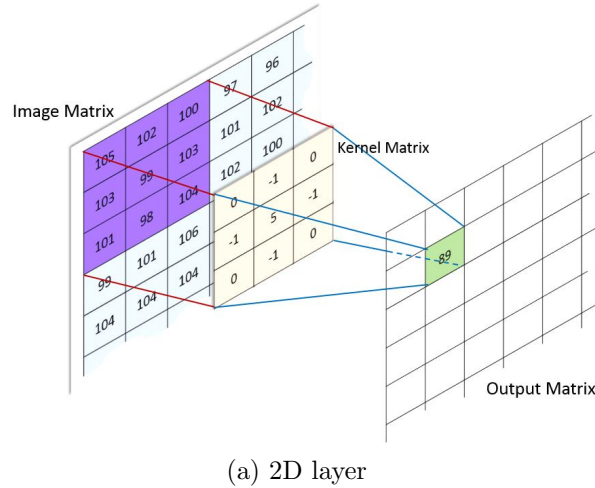 Image Matrix
105 102 100 97 96
103 99 103 101 102
101 98 104 102 100
99 101 106
104 104 104
Kernel Matrix
0 -1 0
-1 5 -1
0 -1 0
89
Output Matrix
(a) 2D layer